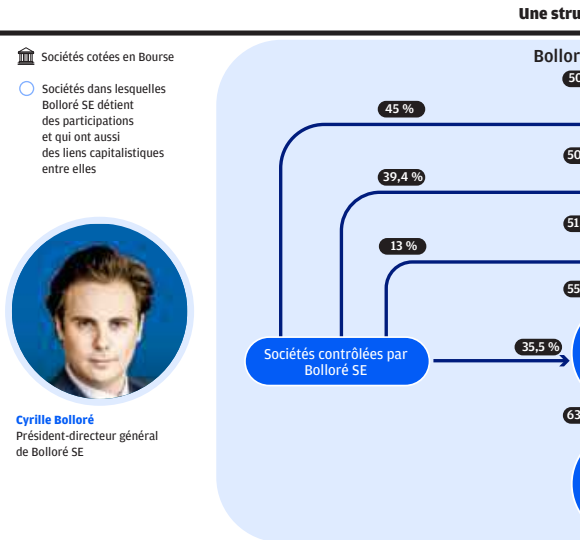 Une
Sociétés cotées en Bourse
Sociétés dans lesquelles
Bolloré SE détient
des participations
et qui ont aussi
des liens capitalistiques
entre elles
45 %
39,4 %
13 %
Sociétés contrôlées par
Bolloré SE
35,5 %
Cyrille Bolloré
Président-directeur général
de Bolloré SE